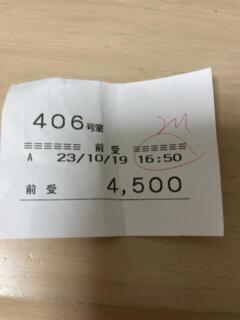 406号室
====== 前受 ======
A 23/10/19 16:50
前受 4,500